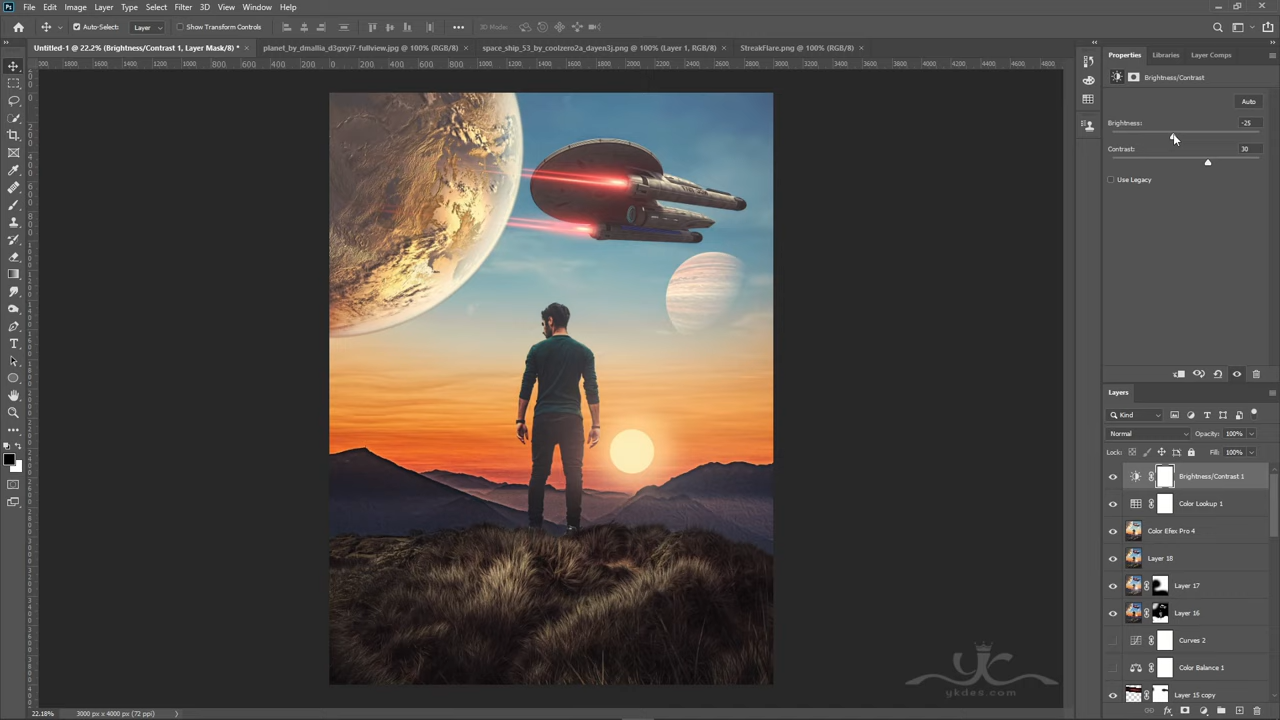 File Edit Image Layer Type Select Filter 3D View Window Help
Auto-Select: Layer Show Transform Controls 3D Mode:
Untitled-1 @ 22.2% (Brightness/Contrast 1, Layer Mask/8) * × planet_by_dmallia_d3gxyi7-fullview.jpg @ 100% (RGB/8) × space_ship_53_by_coolzero2a_dayen3j.png @ 100% (Layer 1, RGB/8) × StreakFlare.png @ 100% (RGB/8) ×
Properties Libraries Layer Comps
Brightness/Contrast
Auto
Brightness: -25
Contrast: 30
Use Legacy
Layers
Kind
Normal Opacity: 100%
Lock: Fill: 100%
Brightness/Contrast 1
Color Lookup 1
Color Efex Pro 4
Layer 18
Layer 17
Layer 16
Curves 2
Color Balance 1
Layer 15 copy
yk
ykdes.com
22.18% 3000 px x 4000 px (72 ppi)